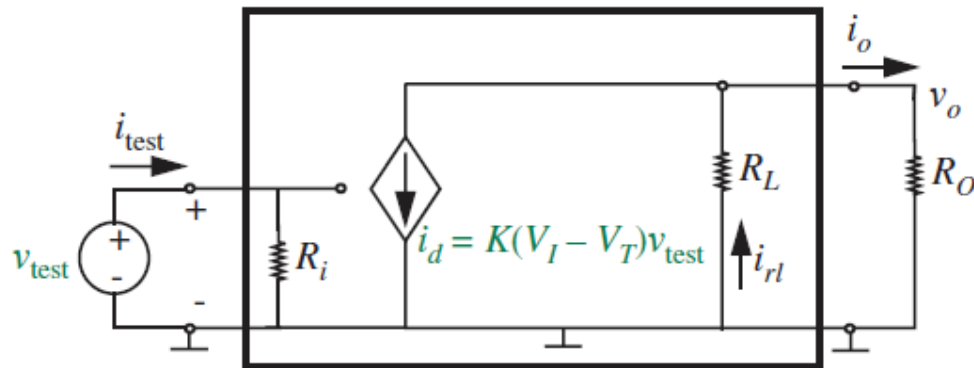 i_o
v_o
i_test
+
R_L
R_O
+
v_test
-
R_i
i_d = K(V_I – V_T)v_test
i_rl
-